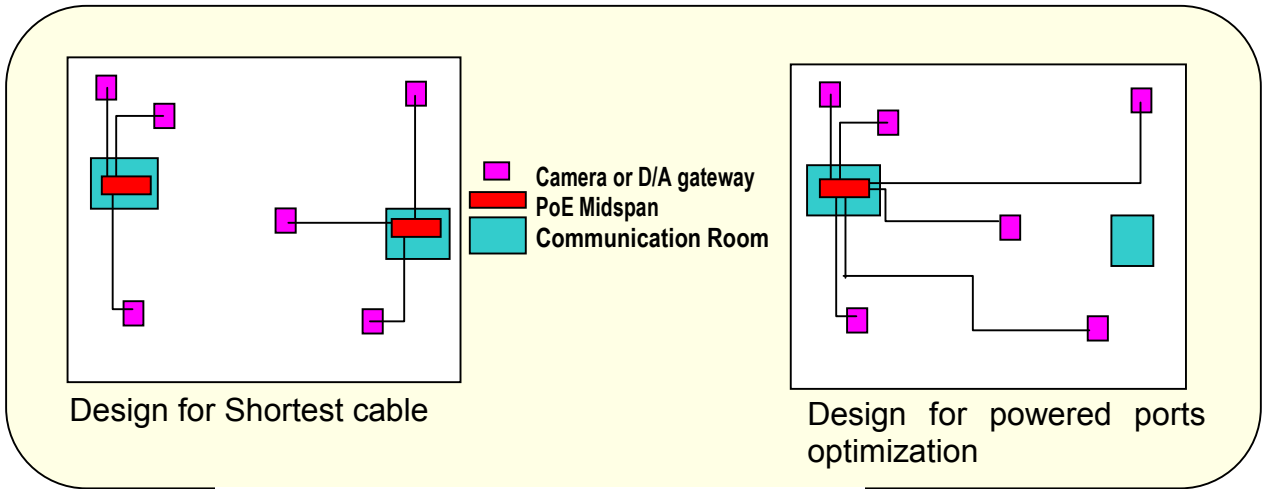 Camera or D/A gateway
PoE Midspan
Communication Room
Design for Shortest cable
Design for powered ports
optimization